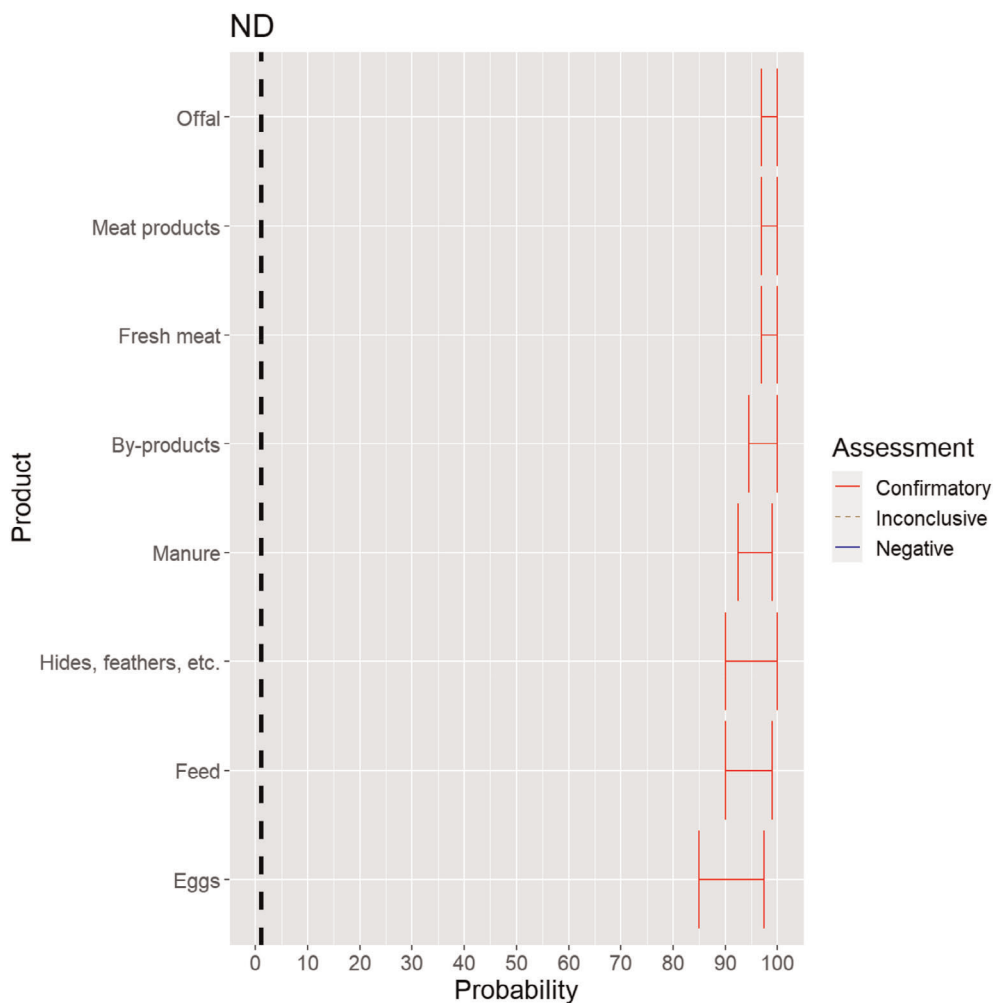 ND
Offal
Meat products
Fresh meat
By-products
Manure
Hides, feathers, etc.
Feed
Eggs
Product
0 10 20 30 40 50 60 70 80 90 100
Probability
Assessment
Confirmatory
Inconclusive
Negative